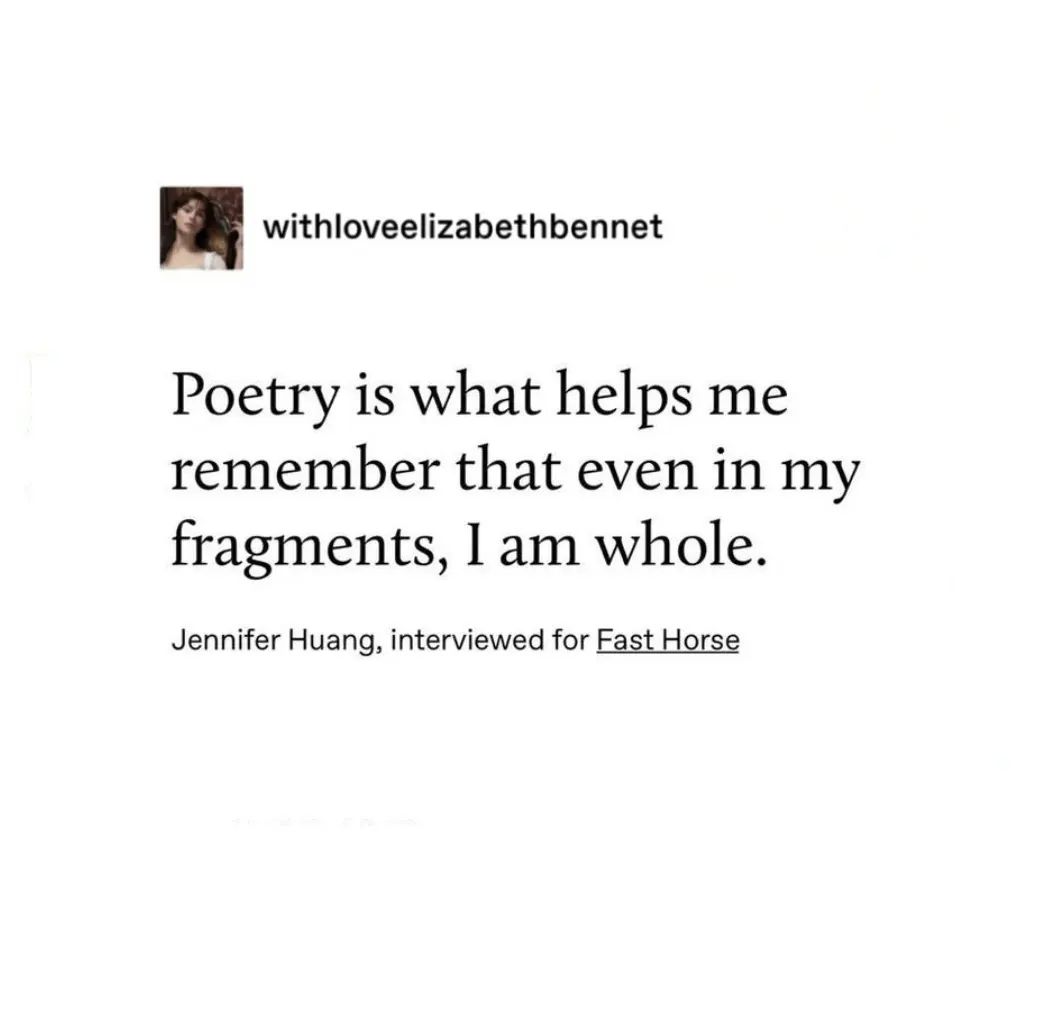 withloveelizabethbennet
Poetry is what helps me
remember that even in my
fragments, I am whole.
Jennifer Huang, interviewed for Fast Horse